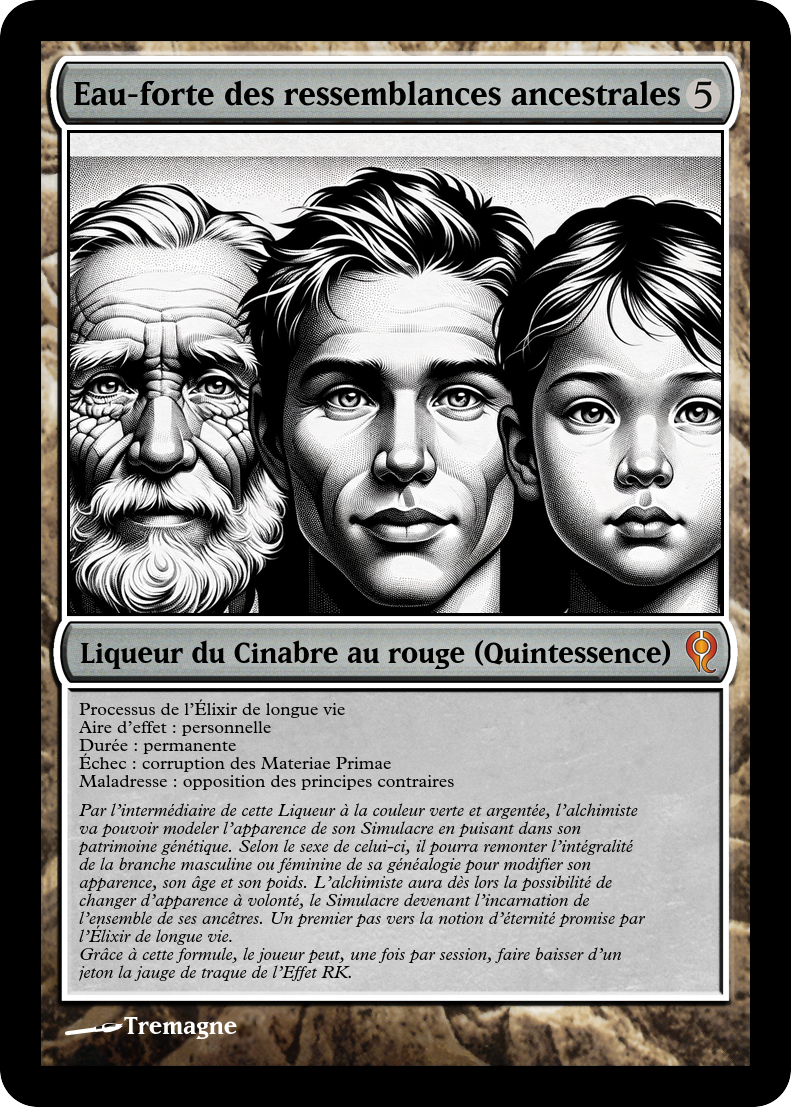 Eau-forte des ressemblances ancestrales 5
Liqueur du Cinabre au rouge (Quintessence)
Processus de l'Élixir de longue vie
Aire d'effet : personnelle
Durée : permanente
Échec : corruption des Materiae Primae
Maladresse : opposition des principes contraires
Par l'intermédiaire de cette Liqueur à la couleur verte et argentée, l'alchimiste
va pouvoir modeler l'apparence de son Simulacre en puisant dans son
patrimoine génétique. Selon le sexe de celui-ci, il pourra remonter l'intégralité
de la branche masculine ou féminine de sa généalogie pour modifier son
apparence, son âge et son poids. L'alchimiste aura dès lors la possibilité de
changer d'apparence à volonté, le Simulacre devenant l'incarnation de
l'ensemble de ses ancêtres. Un premier pas vers la notion d'éternité promise par
l'Élixir de longue vie.
Grâce à cette formule, le joueur peut, une fois par session, faire baisser d'un
jeton la jauge de traque de l'Effet RK.
Tremagne